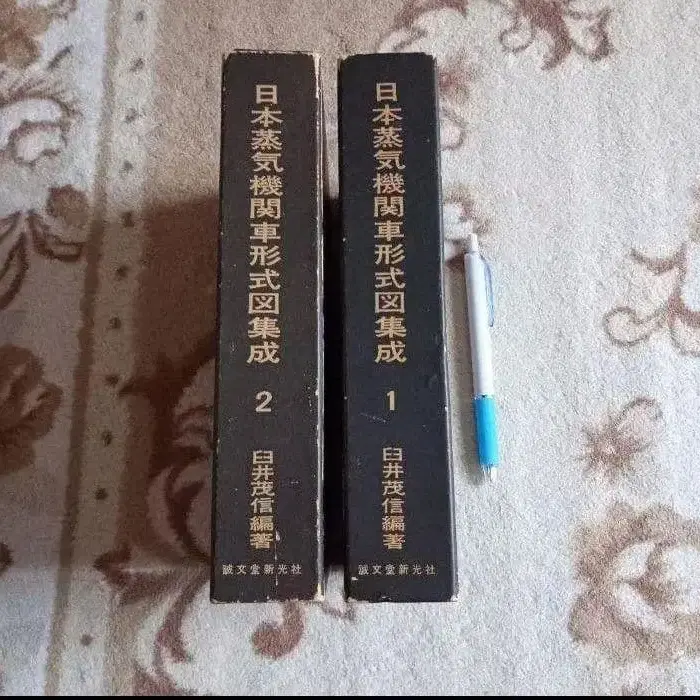 日本蒸気機関車形式図集成
2
臼井茂信編著
誠文堂新光社
日本蒸気機関車形式図集成
1
臼井茂信編著
誠文堂新光社